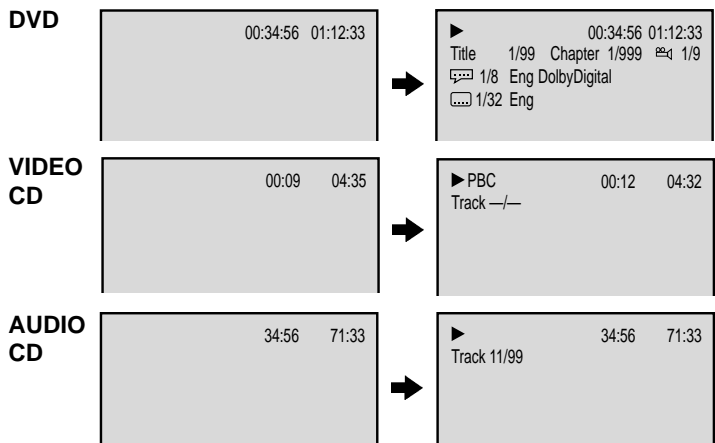 DVD
00:34:56 01:12:33
00:34:56 01:12:33
Title 1/99 Chapter 1/999 1/9
1/8 Eng DolbyDigital
1/32 Eng
VIDEO
CD
00:09 04:35
PBC 00:12 04:32
Track —/—
AUDIO
CD
34:56 71:33
34:56 71:33
Track 11/99